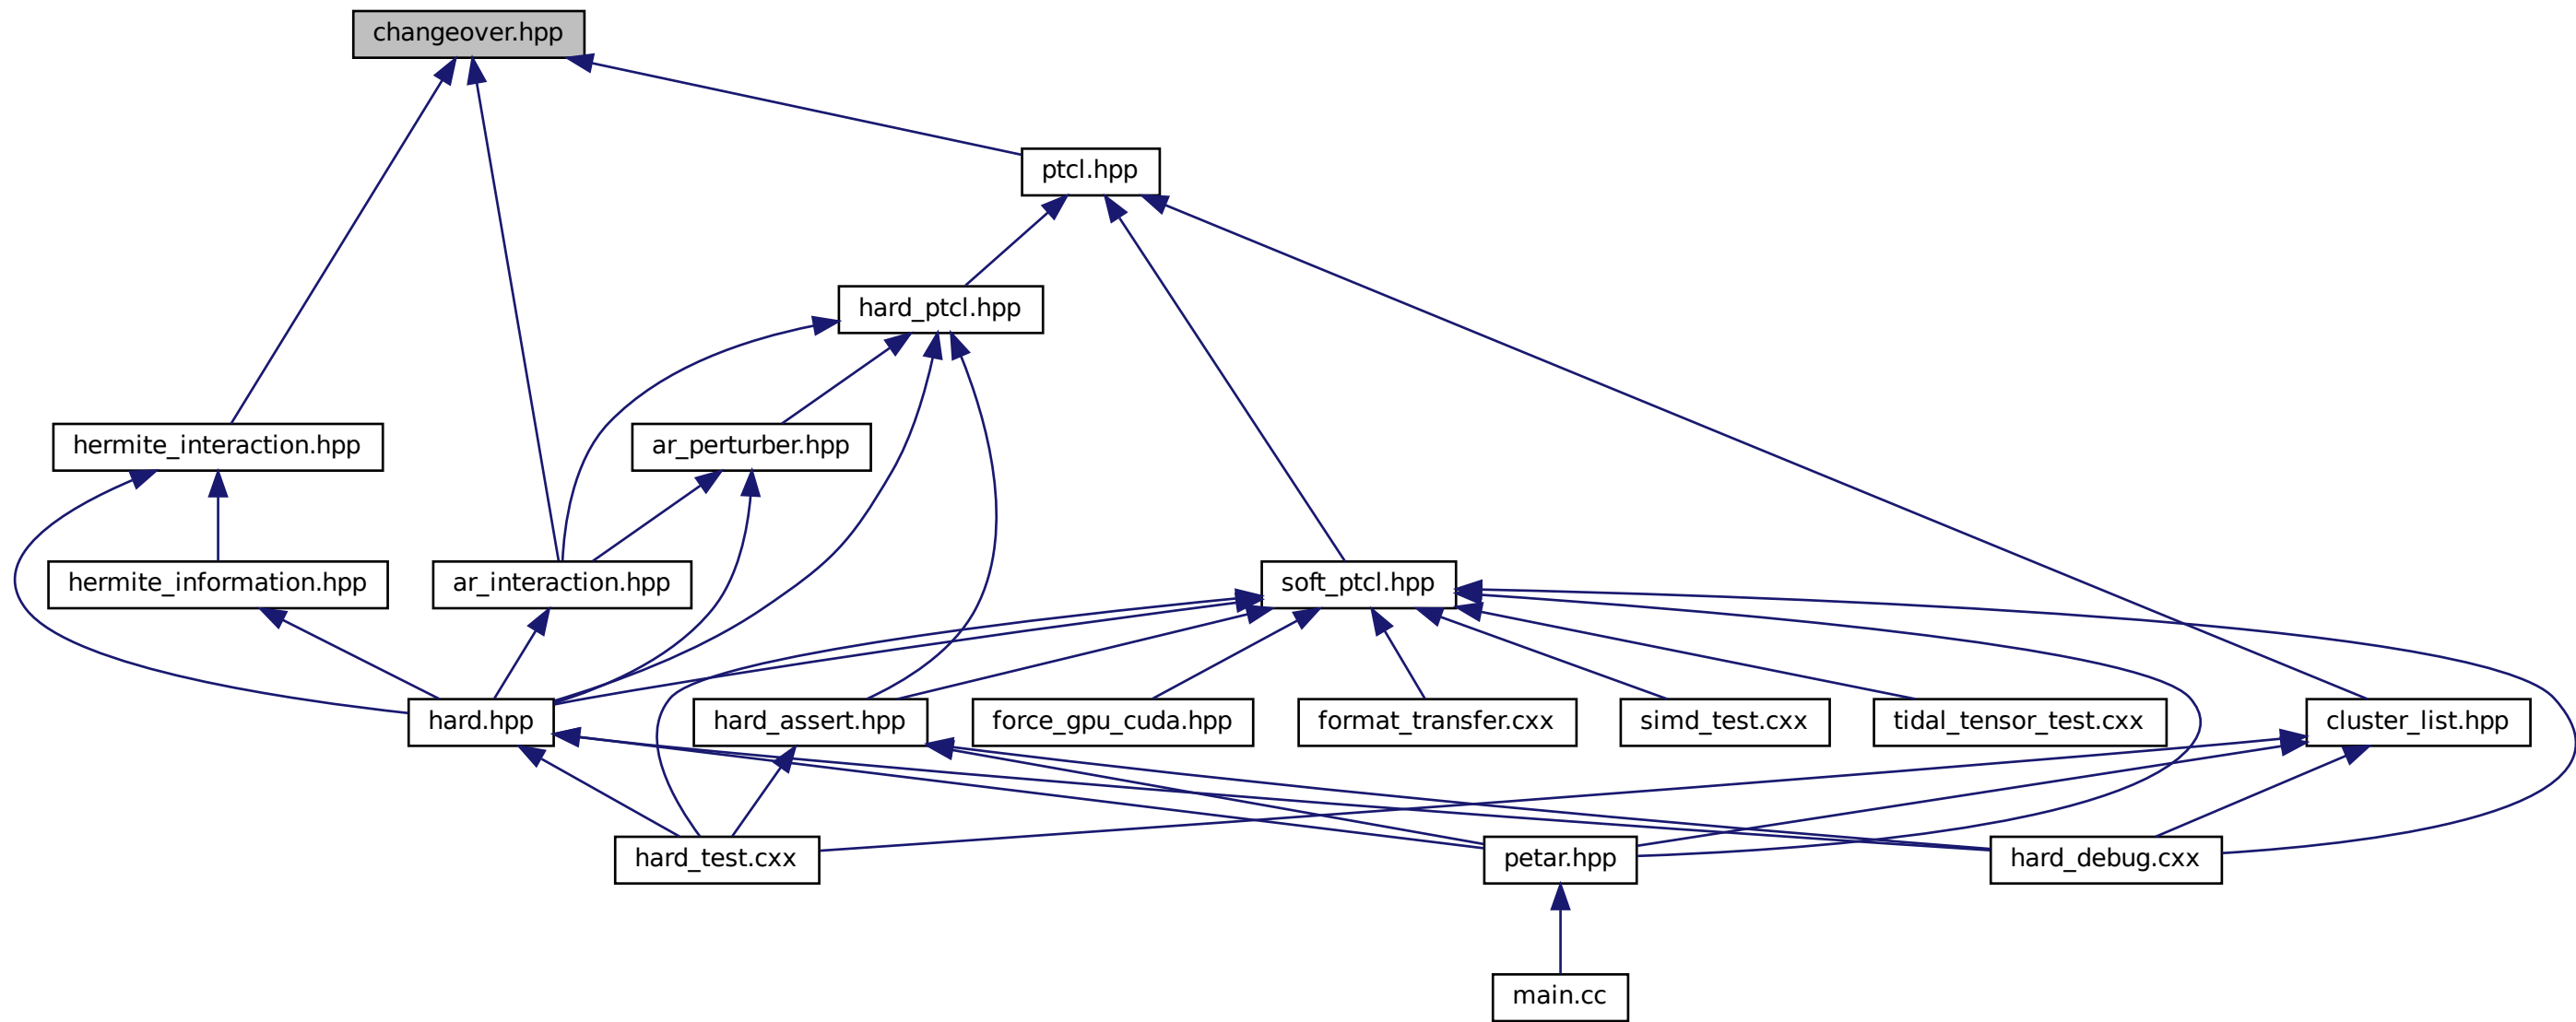 changeover.hpp
ptcl.hpp
hard_ptcl.hpp
hermite_interaction.hpp
ar_perturber.hpp
hermite_information.hpp
ar_interaction.hpp
soft_ptcl.hpp
hard.hpp
hard_assert.hpp
force_gpu_cuda.hpp
format_transfer.cxx
simd_test.cxx
tidal_tensor_test.cxx
cluster_list.hpp
hard_test.cxx
petar.hpp
hard_debug.cxx
main.cc